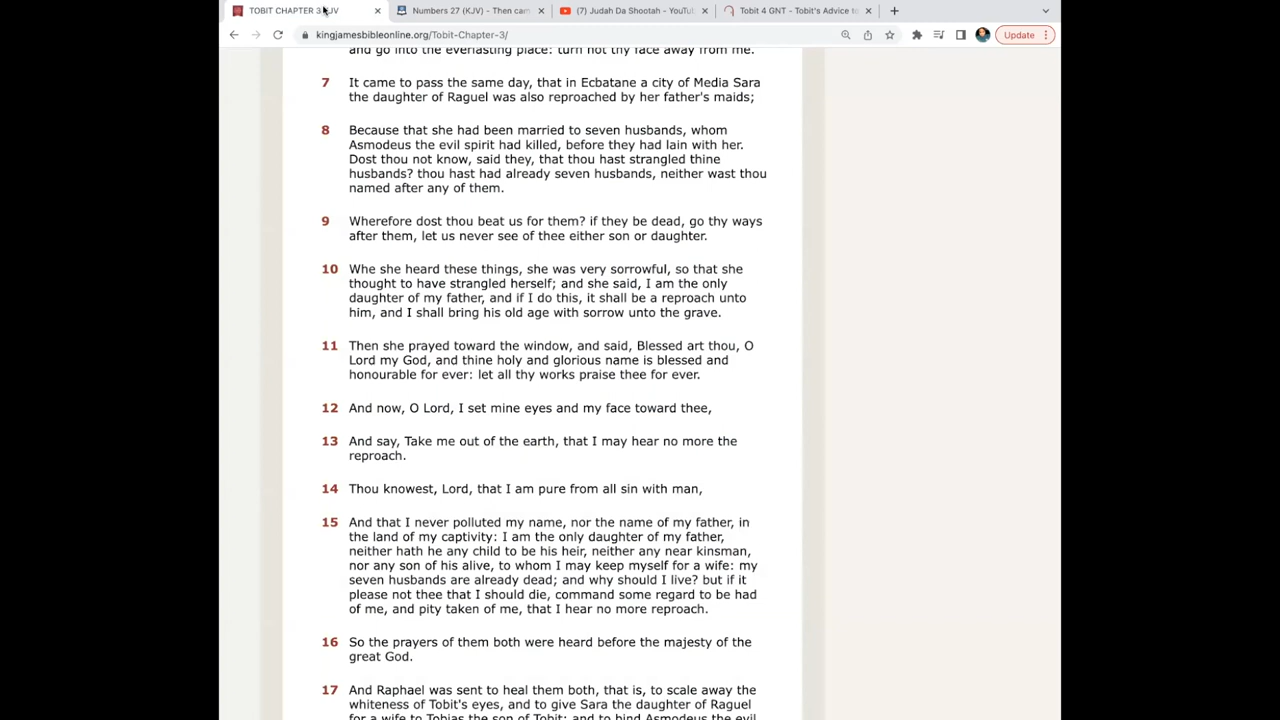 TOBIT CHAPTER 3 KJV
Numbers 27 (KJV) - Then cam
(7) Judah Da Shootah - YouTu
Tobit 4 GNT - Tobit's Advice to
kingjamesbibleonline.org/Tobit-Chapter-3/
Update
and go into the everlasting place: turn not thy face away from me.
7 It came to pass the same day, that in Ecbatane a city of Media Sara
the daughter of Raguel was also reproached by her father's maids;
8 Because that she had been married to seven husbands, whom
Asmodeus the evil spirit had killed, before they had lain with her.
Dost thou not know, said they, that thou hast strangled thine
husbands? thou hast had already seven husbands, neither wast thou
named after any of them.
9 Wherefore dost thou beat us for them? if they be dead, go thy ways
after them, let us never see of thee either son or daughter.
10 Whe she heard these things, she was very sorrowful, so that she
thought to have strangled herself; and she said, I am the only
daughter of my father, and if I do this, it shall be a reproach unto
him, and I shall bring his old age with sorrow unto the grave.
11 Then she prayed toward the window, and said, Blessed art thou, O
Lord my God, and thine holy and glorious name is blessed and
honourable for ever: let all thy works praise thee for ever.
12 And now, O Lord, I set mine eyes and my face toward thee,
13 And say, Take me out of the earth, that I may hear no more the
reproach.
14 Thou knowest, Lord, that I am pure from all sin with man,
15 And that I never polluted my name, nor the name of my father, in
the land of my captivity: I am the only daughter of my father,
neither hath he any child to be his heir, neither any near kinsman,
nor any son of his alive, to whom I may keep myself for a wife: my
seven husbands are already dead; and why should I live? but if it
please not thee that I should die, command some regard to be had
of me, and pity taken of me, that I hear no more reproach.
16 So the prayers of them both were heard before the majesty of the
great God.
17 And Raphael was sent to heal them both, that is, to scale away the
whiteness of Tobit's eyes, and to give Sara the daughter of Raguel
for a wife to Tobias the son of Tobit; and to bind Asmodeus the evil